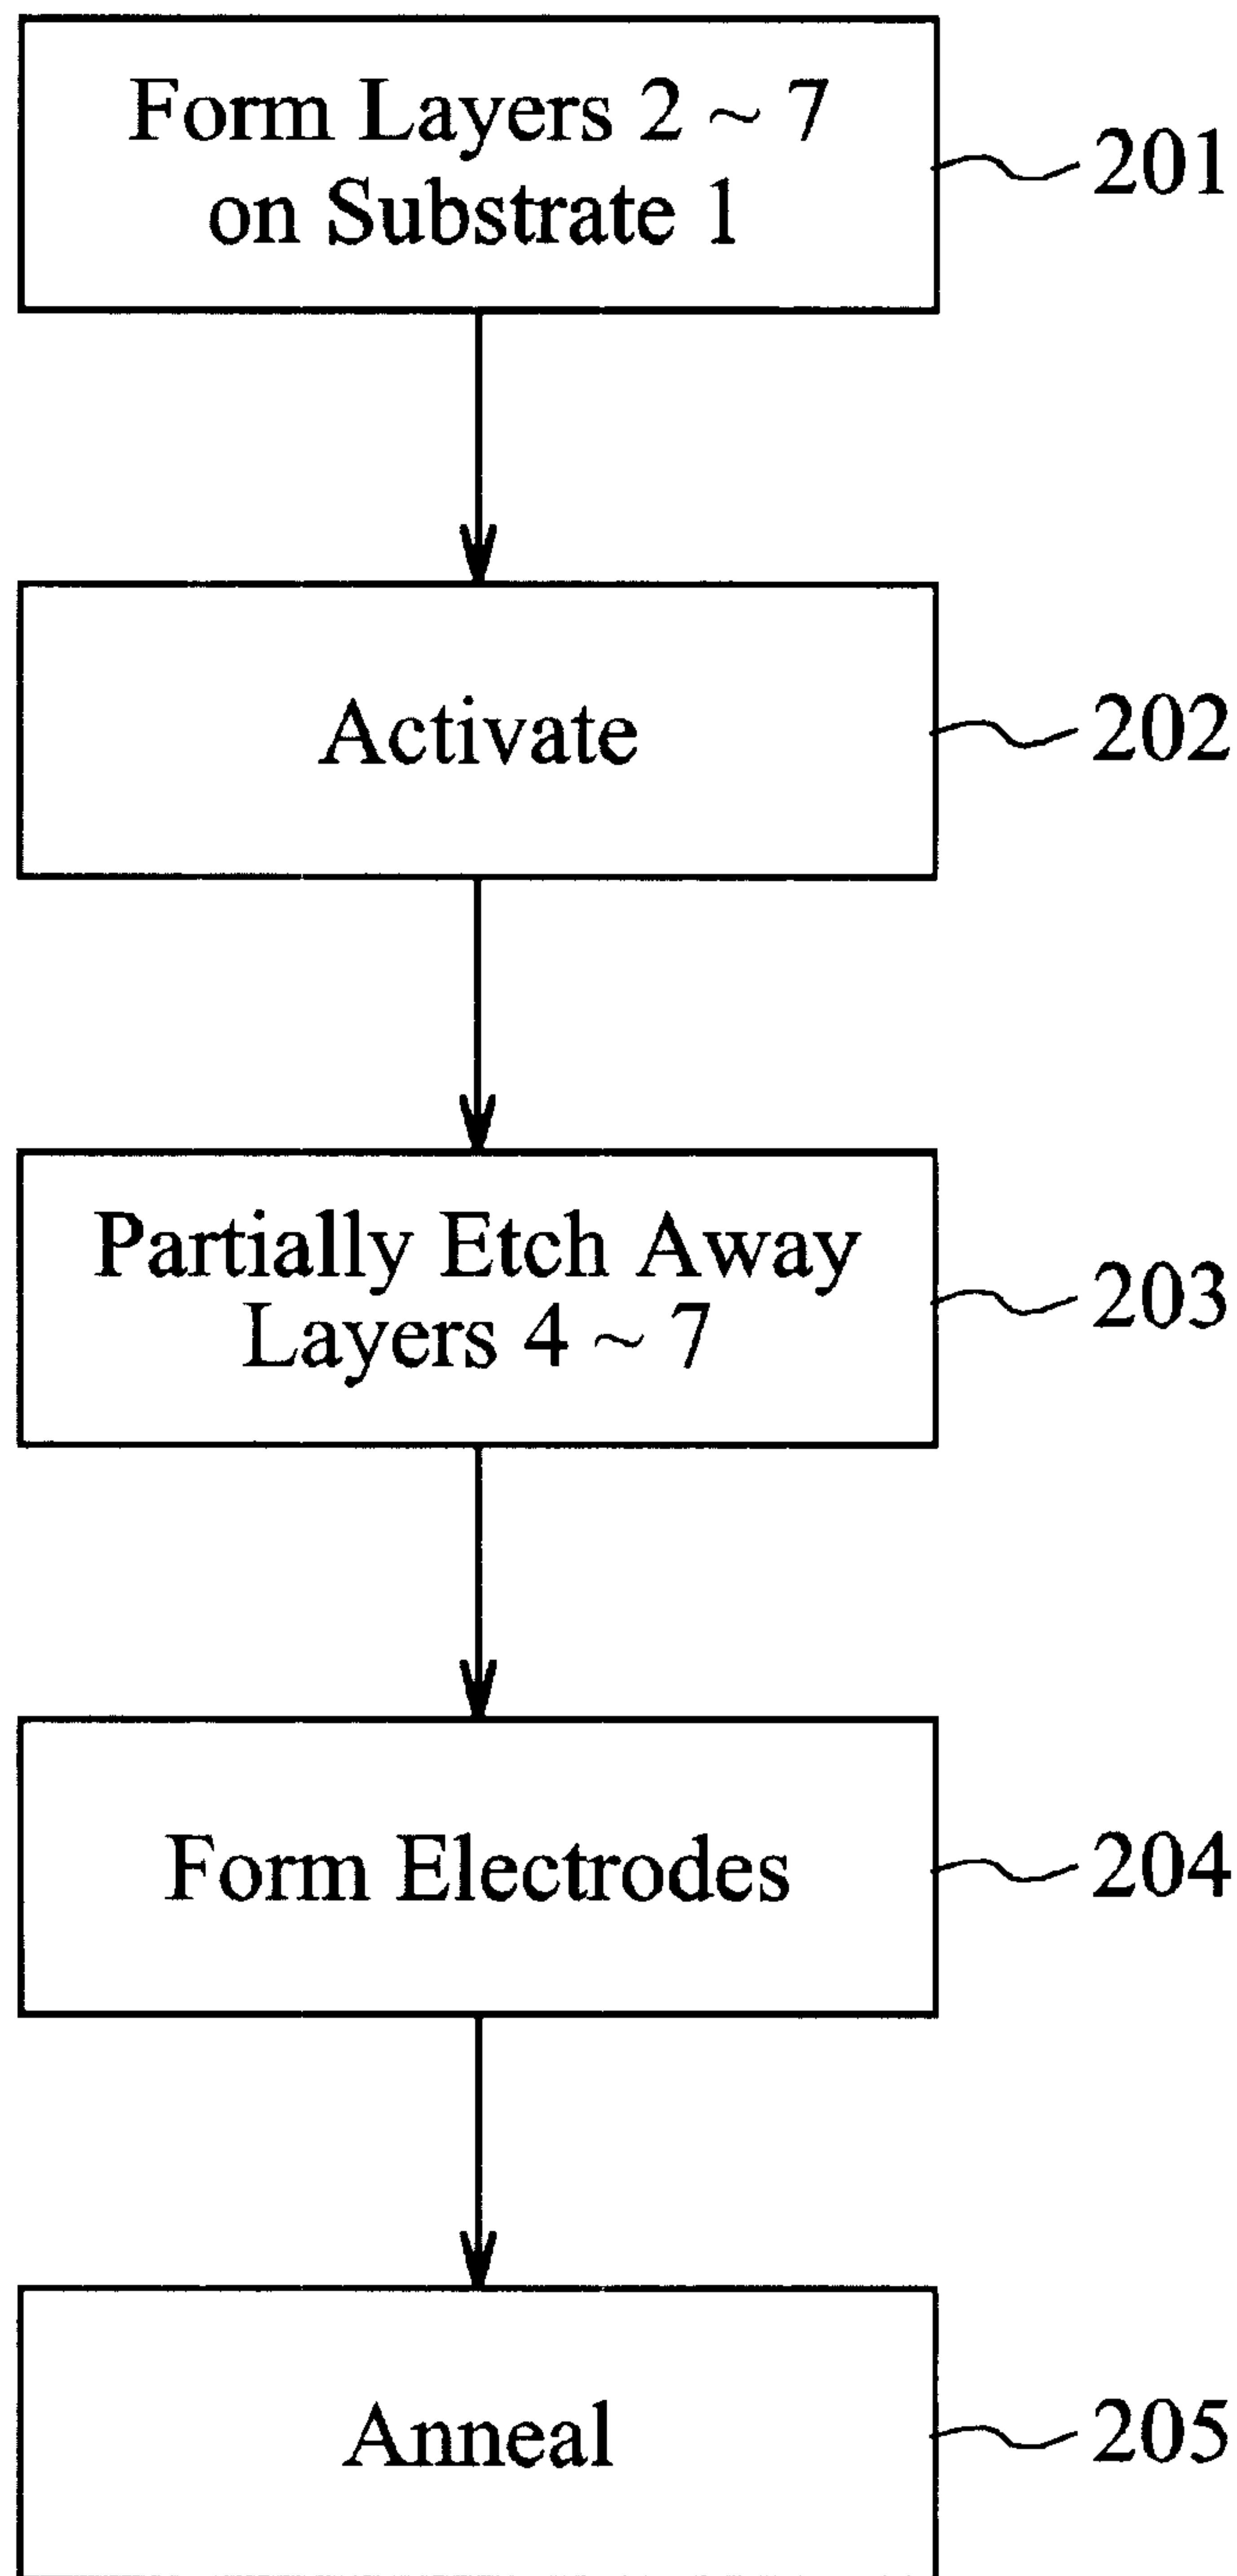 Form Layers 2 ~ 7
on Substrate 1
201
Activate
202
Partially Etch Away
Layers 4 ~ 7
203
Form Electrodes
204
Anneal
205